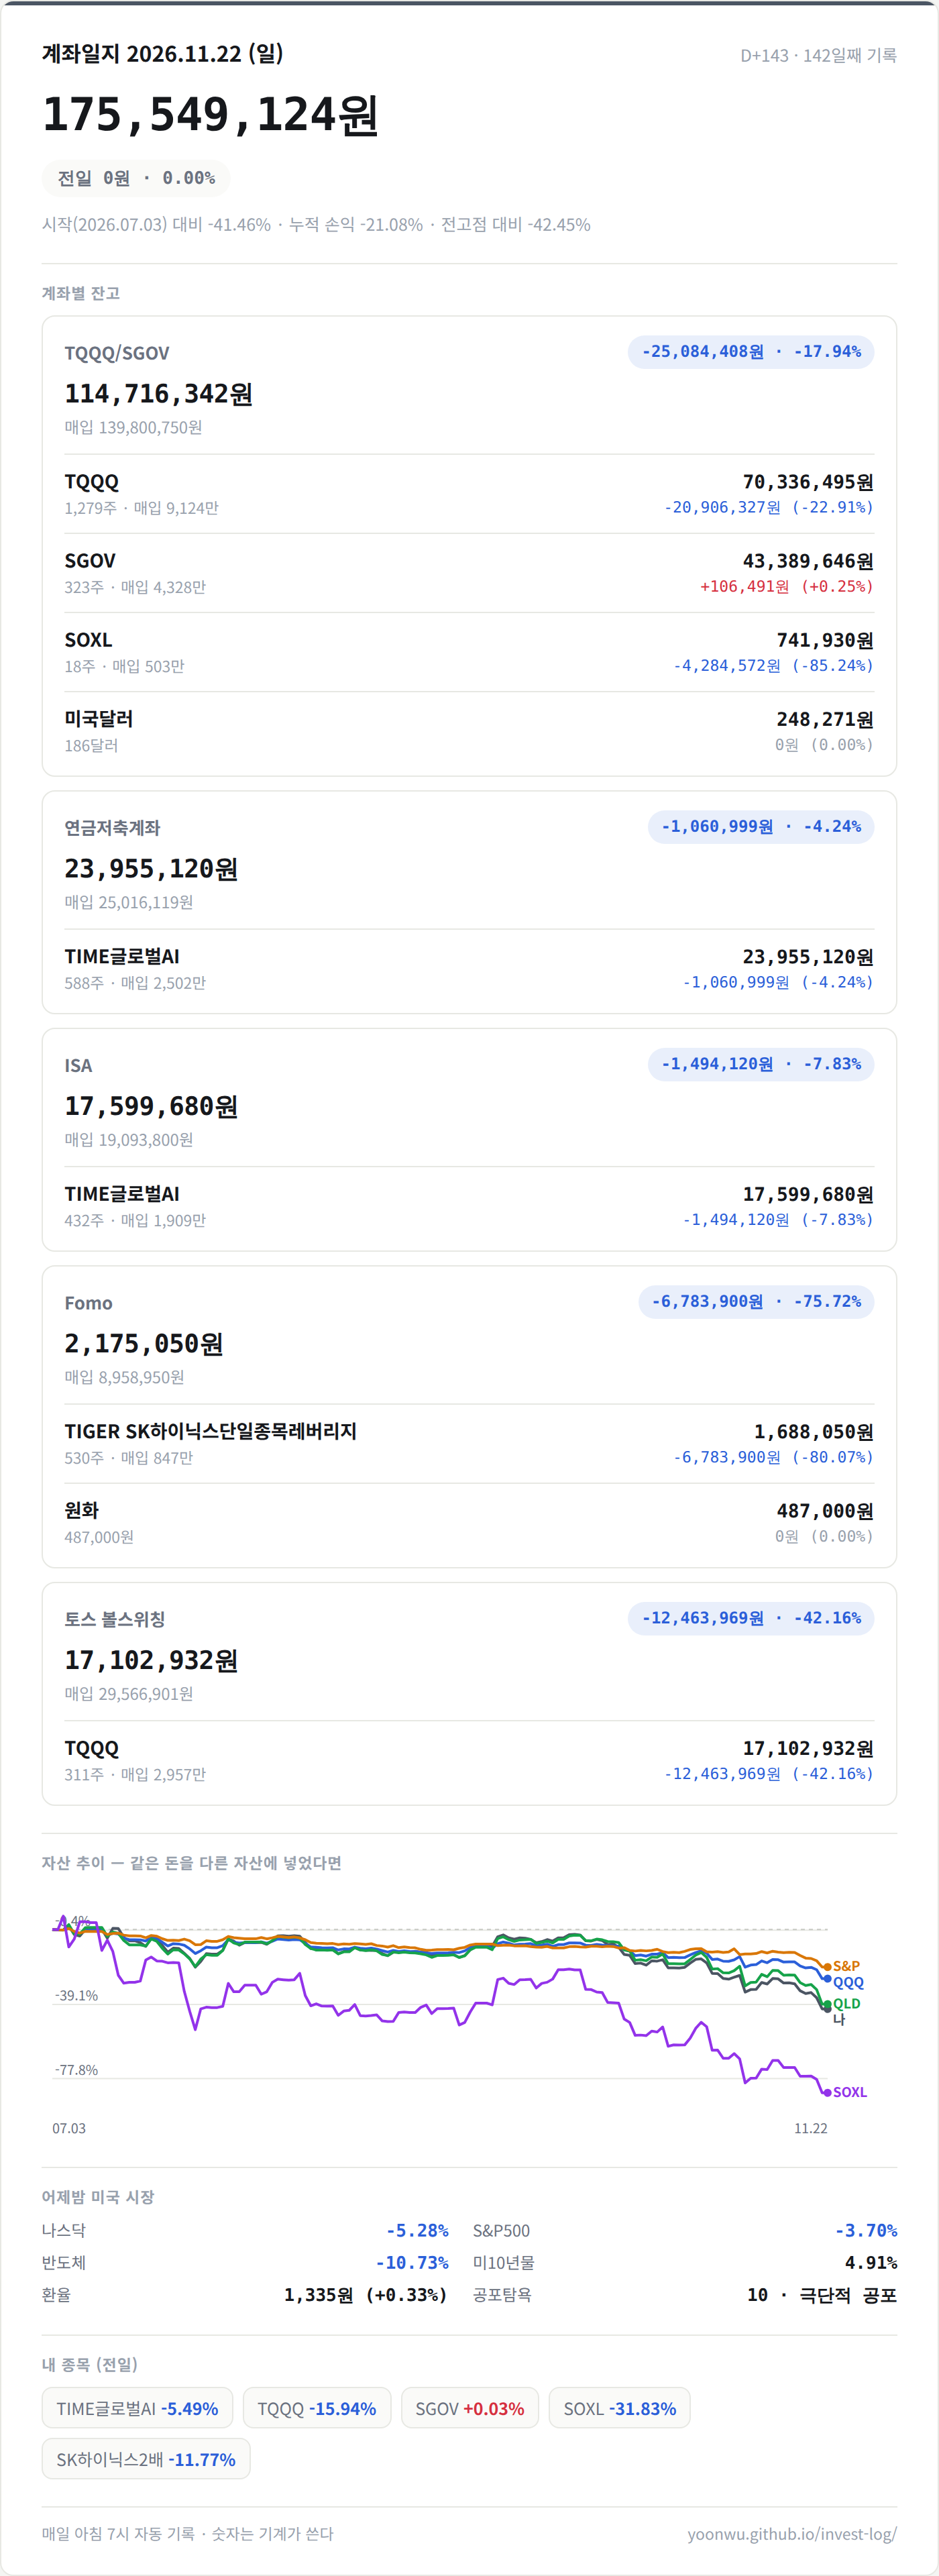 계좌일지 2026.11.22 (일)
D+143 · 142일째 기록
175,549,124원
전일 0원 · 0.00%
시작(2026.07.03) 대비 -41.46% · 누적 손익 -21.08% · 전고점 대비 -42.45%
계좌별 잔고
TQQQ/SGOV
-25,084,408원 · -17.94%
114,716,342원
매입 139,800,750원
TQQQ
70,336,495원
1,279주 · 매입 9,124만
-20,906,327원 (-22.91%)
SGOV
43,389,646원
323주 · 매입 4,328만
+106,491원 (+0.25%)
SOXL
741,930원
18주 · 매입 503만
-4,284,572원 (-85.24%)
미국달러
248,271원
186달러
0원 (0.00%)
연금저축계좌
-1,060,999원 · -4.24%
23,955,120원
매입 25,016,119원
TIME글로벌AI
23,955,120원
588주 · 매입 2,502만
-1,060,999원 (-4.24%)
ISA
-1,494,120원 · -7.83%
17,599,680원
매입 19,093,800원
TIME글로벌AI
17,599,680원
432주 · 매입 1,909만
-1,494,120원 (-7.83%)
Fomo
-6,783,900원 · -75.72%
2,175,050원
매입 8,958,950원
TIGER SK하이닉스단일종목레버리지
1,688,050원
530주 · 매입 847만
-6,783,900원 (-80.07%)
원화
487,000원
487,000원
0원 (0.00%)
토스 볼스위칭
-12,463,969원 · -42.16%
17,102,932원
매입 29,566,901원
TQQQ
17,102,932원
311주 · 매입 2,957만
-12,463,969원 (-42.16%)
자산 추이 — 같은 돈을 다른 자산에 넣었다면
S&P
QQQ
-39.1%
QLD
나
-77.8%
SOXL
07.03
11.22
어제밤 미국 시장
나스닥
-5.28%
S&P500
-3.70%
반도체
-10.73%
미10년물
4.91%
환율
1,335원 (+0.33%)
공포탐욕
10 · 극단적 공포
내 종목 (전일)
TIME글로벌AI -5.49%
TQQQ -15.94%
SGOV +0.03%
SOXL -31.83%
SK하이닉스2배 -11.77%
매일 아침 7시 자동 기록 · 숫자는 기계가 쓴다
yoonwu.github.io/invest-log/